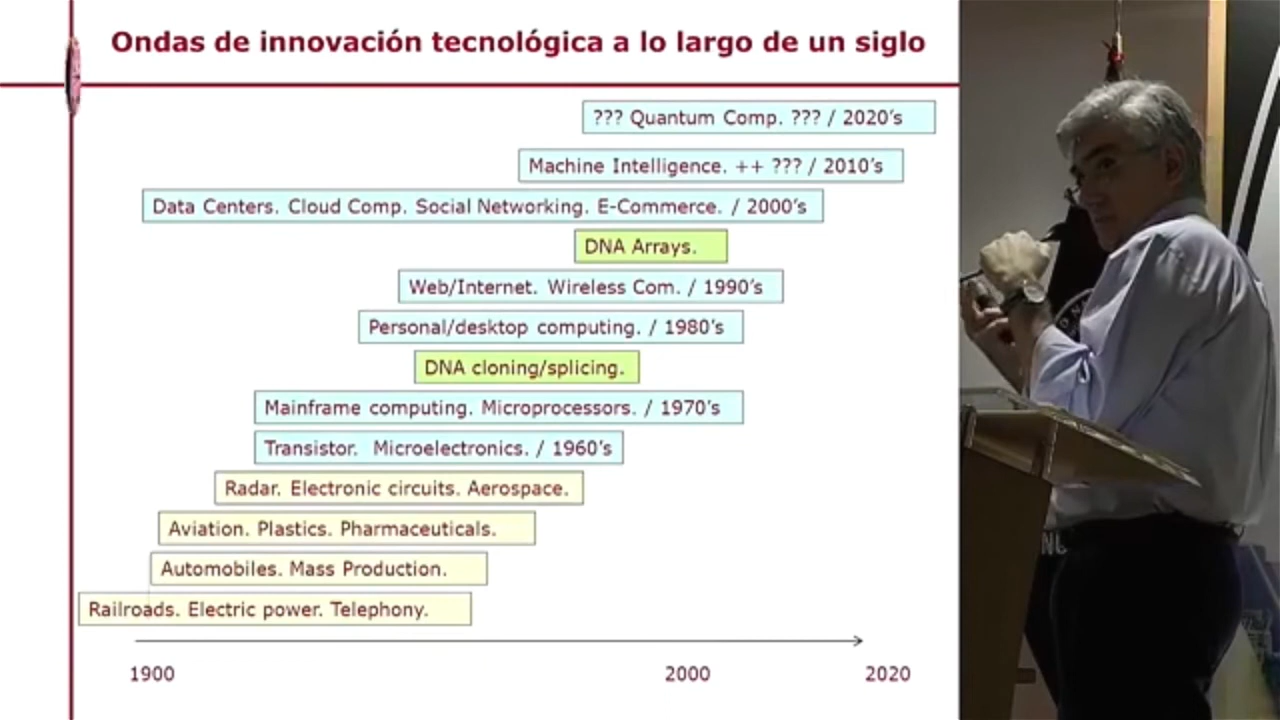 Ondas de innovación tecnológica a lo largo de un siglo
??? Quantum Comp. ??? / 2020's
Machine Intelligence. ++ ??? / 2010's
Data Centers. Cloud Comp. Social Networking. E-Commerce. / 2000's
DNA Arrays.
Web/Internet. Wireless Com. / 1990's
Personal/desktop computing. / 1980's
DNA cloning/splicing.
Mainframe computing. Microprocessors. / 1970's
Transistor. Microelectronics. / 1960's
Radar. Electronic circuits. Aerospace.
Aviation. Plastics. Pharmaceuticals.
Automobiles. Mass Production.
Railroads. Electric power. Telephony.
1900 2000 2020